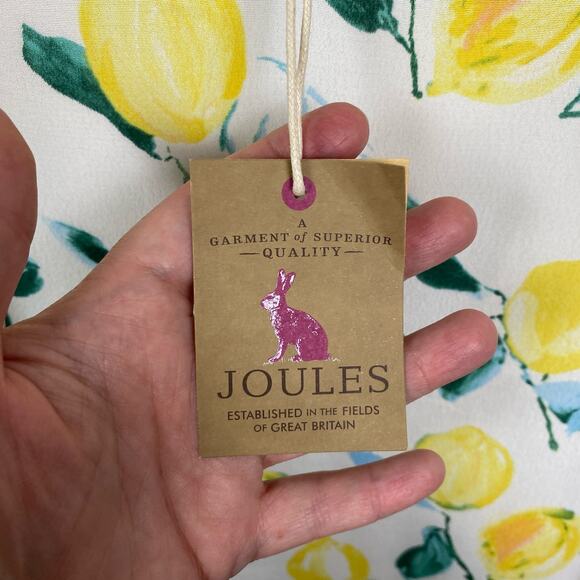 A
GARMENT of SUPERIOR
QUALITY
JOULES
ESTABLISHED IN THE FIELDS
OF GREAT BRITAIN